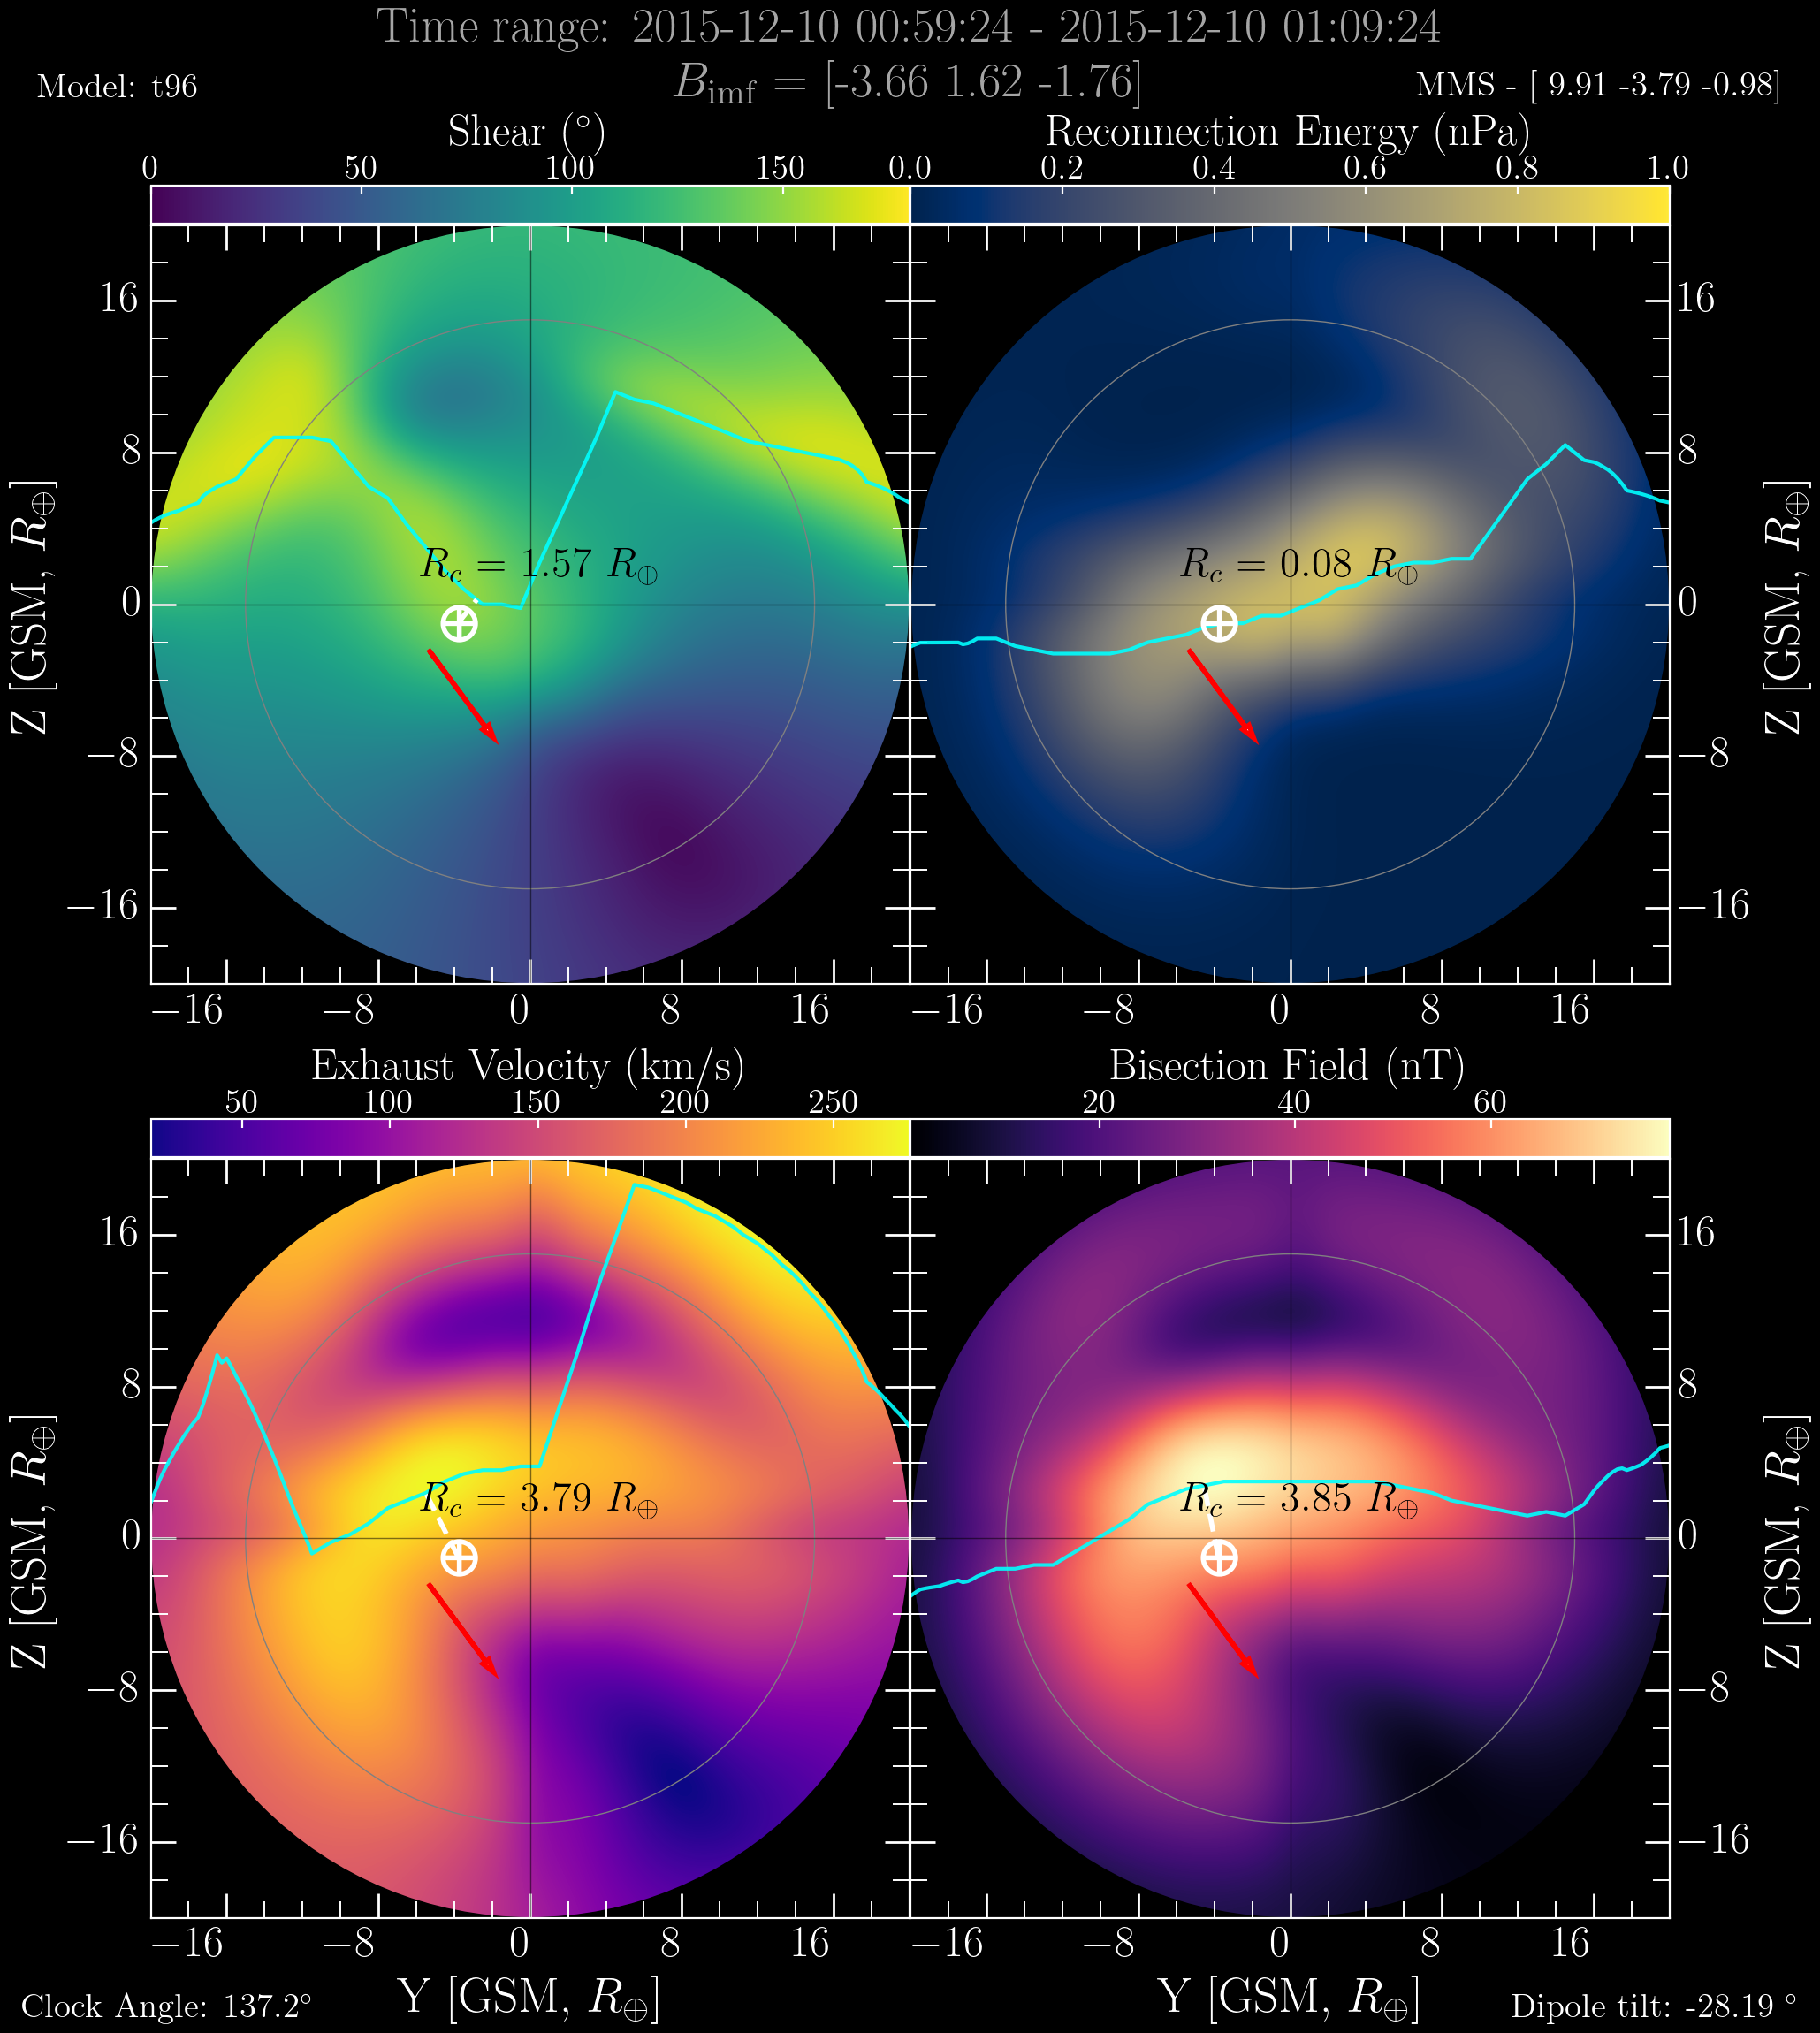 Time range: 2015-12-10 00:59:24 - 2015-12-10 01:09:24
Model: t96
B_imf = [-3.66 1.62 -1.76]
MMS - [ 9.91 -3.79 -0.98]
Shear (°)
Reconnection Energy (nPa)
0 50 100 150
0.0 0.2 0.4 0.6 0.8 1.0
Z [GSM, R⊕]
16
8
0
−8
−16
R_c = 1.57 R⊕
R_c = 0.08 R⊕
16
8
0
−8
−16
Z [GSM, R⊕]
−16 −8 0 8 16
−16 −8 0 8 16
Exhaust Velocity (km/s)
Bisection Field (nT)
50 100 150 200 250
20 40 60
Z [GSM, R⊕]
16
8
0
−8
−16
R_c = 3.79 R⊕
R_c = 3.85 R⊕
16
8
0
−8
−16
Z [GSM, R⊕]
−16 −8 0 8 16
−16 −8 0 8 16
Y [GSM, R⊕]
Y [GSM, R⊕]
Clock Angle: 137.2°
Dipole tilt: -28.19 °